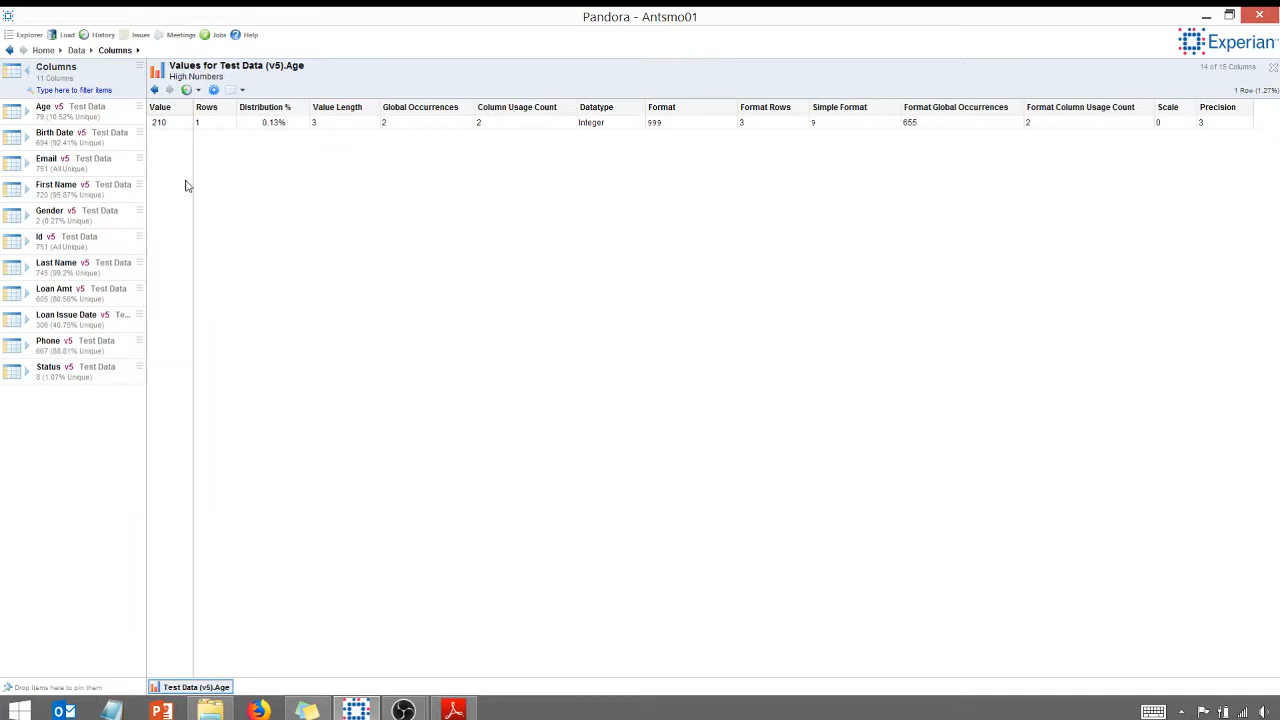 Pandora - Antsmo01
Explorer Load History Issues Meetings Jobs Help
Home Data Columns
Experian
Columns
11 Columns
Type here to filter items
Values for Test Data (v5).Age
High Numbers
14 of 15 Columns
1 Row (1.27%)
Value Rows Distribution % Value Length Global Occurrences Column Usage Count Datatype Format Format Rows Simple Format Format Global Occurrences Format Column Usage Count Scale Precision
210 1 0.13% 3 2 2 Integer 999 3 9 655 2 0 3
Age v5 Test Data
79 (10.52% Unique)
Birth Date v5 Test Data
694 (92.41% Unique)
Email v5 Test Data
751 (All Unique)
First Name v5 Test Data
720 (95.87% Unique)
Gender v5 Test Data
2 (0.27% Unique)
Id v5 Test Data
751 (All Unique)
Last Name v5 Test Data
745 (99.2% Unique)
Loan Amt v5 Test Data
605 (80.56% Unique)
Loan Issue Date v5 Te...
306 (40.75% Unique)
Phone v5 Test Data
667 (88.81% Unique)
Status v5 Test Data
8 (1.07% Unique)
Drop items here to pin them
Test Data (v5).Age